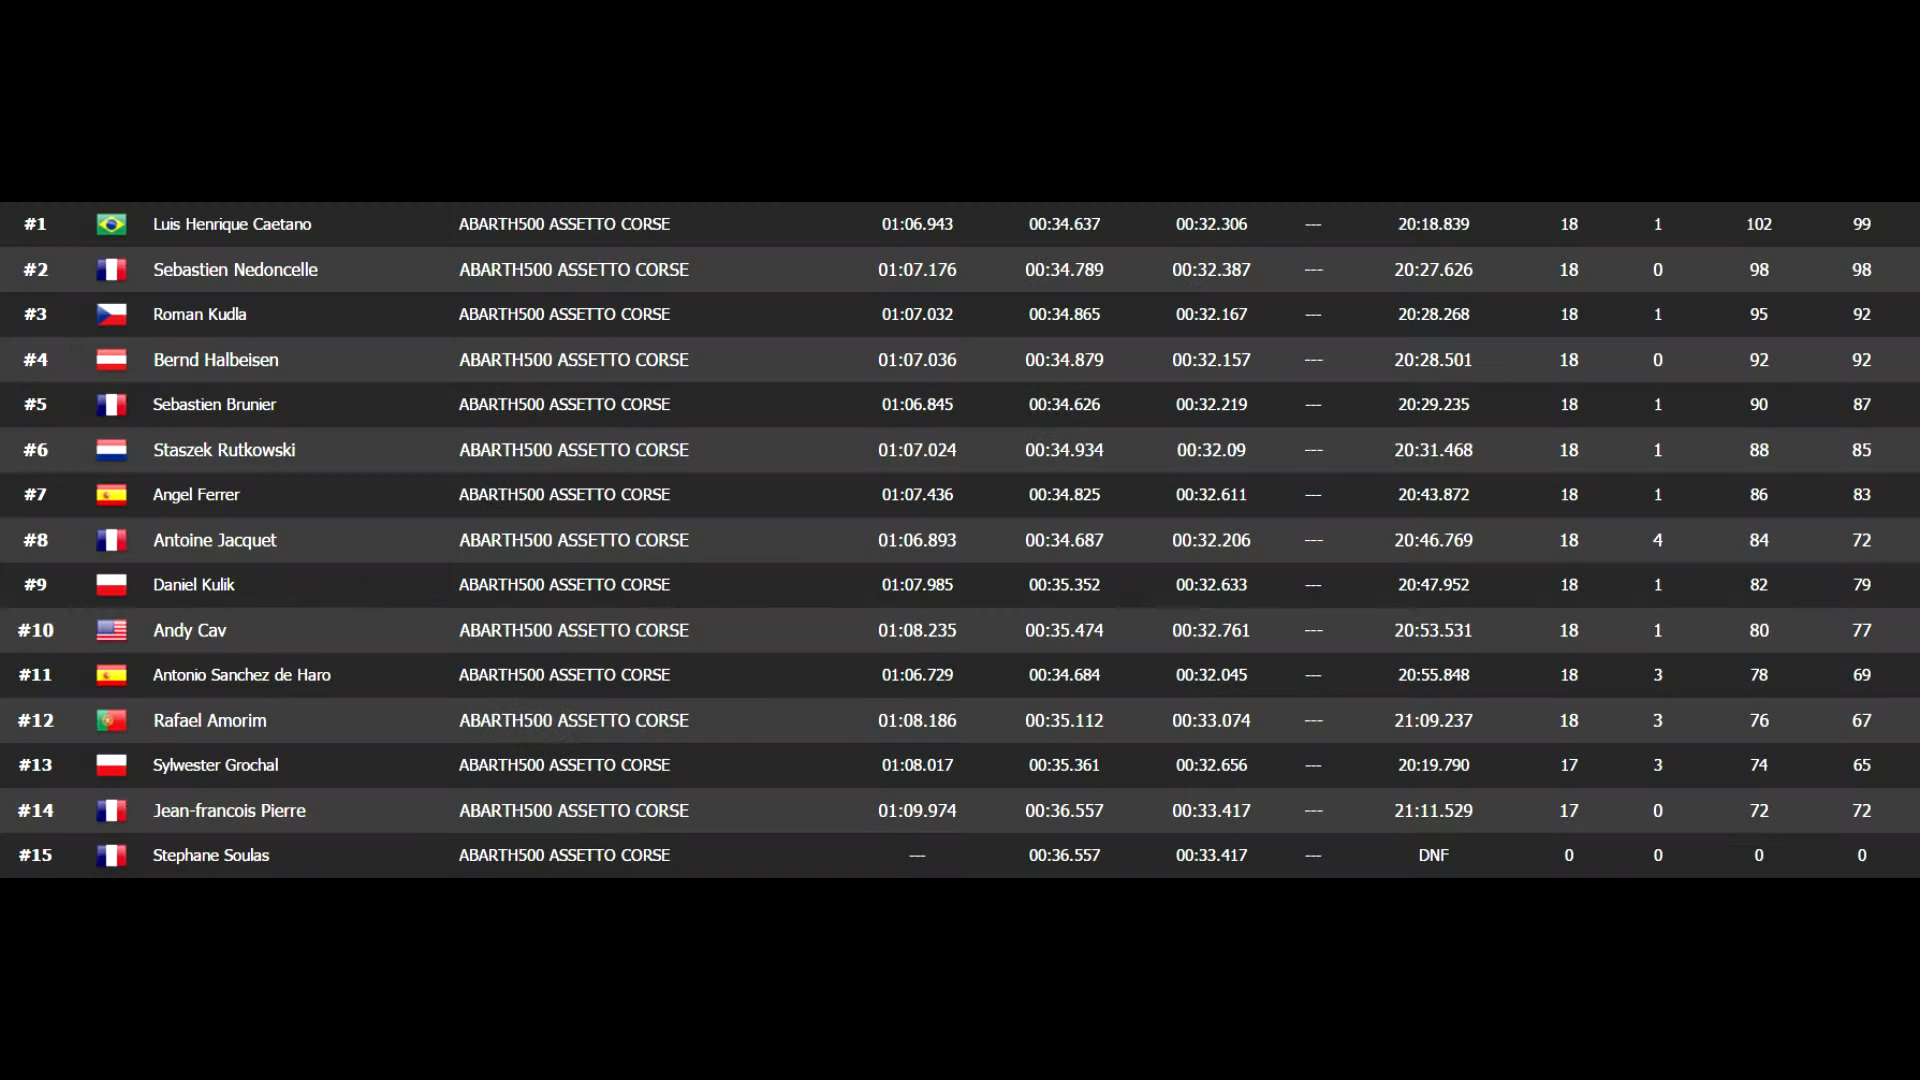 #1 Luis Henrique Caetano ABARTH500 ASSETTO CORSE 01:06.943 00:34.637 00:32.306 --- 20:18.839 18 1 102 99
#2 Sebastien Nedoncelle ABARTH500 ASSETTO CORSE 01:07.176 00:34.789 00:32.387 --- 20:27.626 18 0 98 98
#3 Roman Kudla ABARTH500 ASSETTO CORSE 01:07.032 00:34.865 00:32.167 --- 20:28.268 18 1 95 92
#4 Bernd Halbeisen ABARTH500 ASSETTO CORSE 01:07.036 00:34.879 00:32.157 --- 20:28.501 18 0 92 92
#5 Sebastien Brunier ABARTH500 ASSETTO CORSE 01:06.845 00:34.626 00:32.219 --- 20:29.235 18 1 90 87
#6 Staszek Rutkowski ABARTH500 ASSETTO CORSE 01:07.024 00:34.934 00:32.09 --- 20:31.468 18 1 88 85
#7 Angel Ferrer ABARTH500 ASSETTO CORSE 01:07.436 00:34.825 00:32.611 --- 20:43.872 18 1 86 83
#8 Antoine Jacquet ABARTH500 ASSETTO CORSE 01:06.893 00:34.687 00:32.206 --- 20:46.769 18 4 84 72
#9 Daniel Kulik ABARTH500 ASSETTO CORSE 01:07.985 00:35.352 00:32.633 --- 20:47.952 18 1 82 79
#10 Andy Cav ABARTH500 ASSETTO CORSE 01:08.235 00:35.474 00:32.761 --- 20:53.531 18 1 80 77
#11 Antonio Sanchez de Haro ABARTH500 ASSETTO CORSE 01:06.729 00:34.684 00:32.045 --- 20:55.848 18 3 78 69
#12 Rafael Amorim ABARTH500 ASSETTO CORSE 01:08.186 00:35.112 00:33.074 --- 21:09.237 18 3 76 67
#13 Sylwester Grochal ABARTH500 ASSETTO CORSE 01:08.017 00:35.361 00:32.656 --- 20:19.790 17 3 74 65
#14 Jean-francois Pierre ABARTH500 ASSETTO CORSE 01:09.974 00:36.557 00:33.417 --- 21:11.529 17 0 72 72
#15 Stephane Soulas ABARTH500 ASSETTO CORSE --- 00:36.557 00:33.417 --- DNF 0 0 0 0